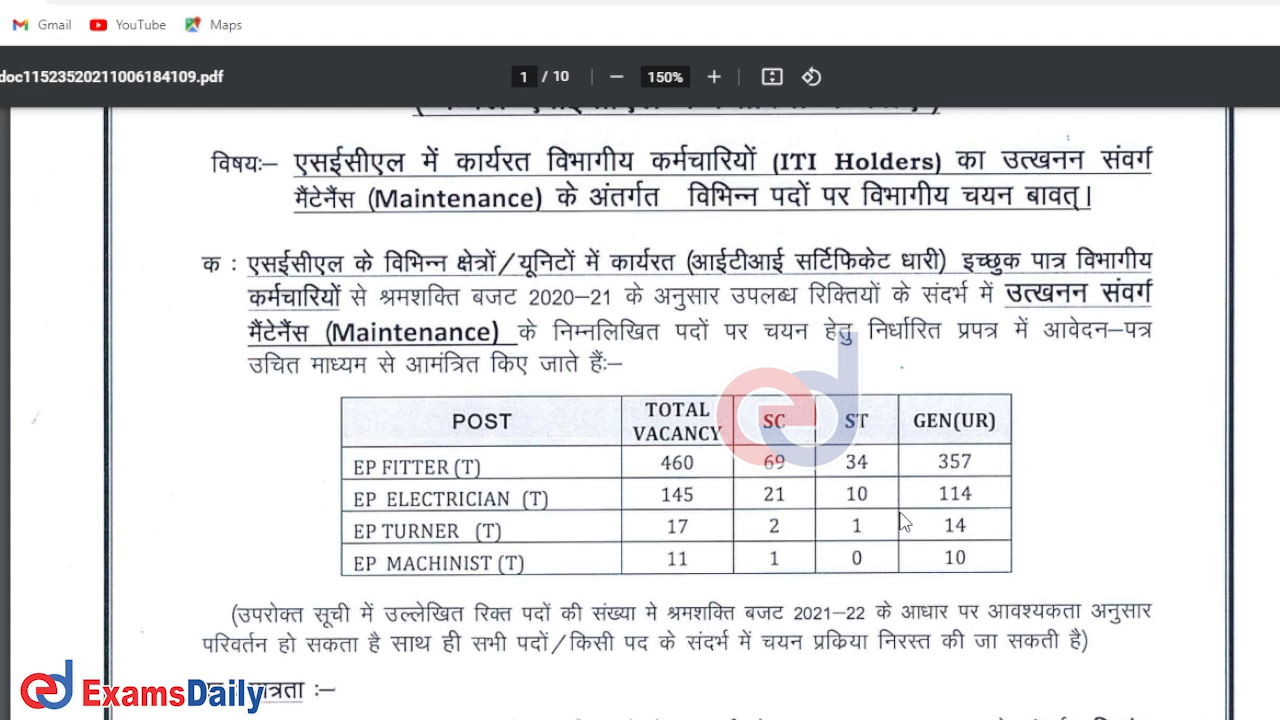 Gmail YouTube Maps
doc11523520211006184109.pdf 1 / 10 150%
विषयः– एसईसीएल में कार्यरत विभागीय कर्मचारियों (ITI Holders) का उत्खनन संवर्ग
मैंटेनैंस (Maintenance) के अंतर्गत विभिन्न पदों पर विभागीय चयन बावत्।
क : एसईसीएल के विभिन्न क्षेत्रों/यूनिटों में कार्यरत (आईटीआई सर्टिफिकेट धारी) इच्छुक पात्र विभागीय
कर्मचारियों से श्रमशक्ति बजट 2020–21 के अनुसार उपलब्ध रिक्तियों के संदर्भ में उत्खनन संवर्ग
मैंटेनैंस (Maintenance) के निम्नलिखित पदों पर चयन हेतु निर्धारित प्रपत्र में आवेदन–पत्र
उचित माध्यम से आमंत्रित किए जाते हैंः–
POST TOTAL VACANCY SC ST GEN(UR)
EP FITTER (T) 460 69 34 357
EP ELECTRICIAN (T) 145 21 10 114
EP TURNER (T) 17 2 1 14
EP MACHINIST (T) 11 1 0 10
(उपरोक्त सूची में उल्लेखित रिक्त पदों की संख्या मे श्रमशक्ति बजट 2021–22 के आधार पर आवश्यकता अनुसार
परिवर्तन हो सकता है साथ ही सभी पदों/किसी पद के संदर्भ में चयन प्रक्रिया निरस्त की जा सकती है)
ed ExamsDaily